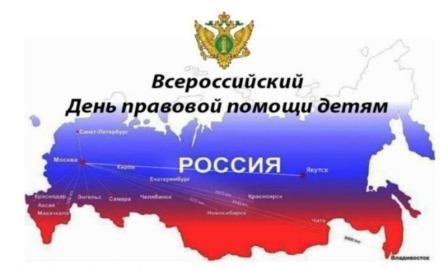 Всероссийский
День правовой помощи детям
Санкт-Петербург
Москва
Киров
РОССИЯ
Якутск
Екатеринбург
Краснодар
Энгельс
Самара
Челябинск
Красноярск
Аксай
Махачкала
Новосибирск
Чита
Владивосток